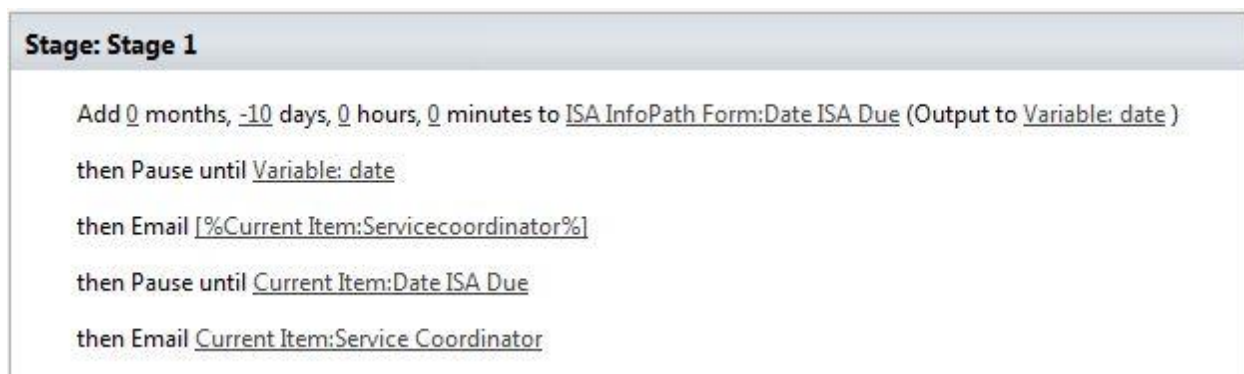 Stage: Stage 1
Add 0 months, -10 days, 0 hours, 0 minutes to ISA InfoPath Form:Date ISA Due (Output to Variable: date )
then Pause until Variable: date
then Email [%Current Item:Servicecoordinator%]
then Pause until Current Item:Date ISA Due
then Email Current Item:Service Coordinator